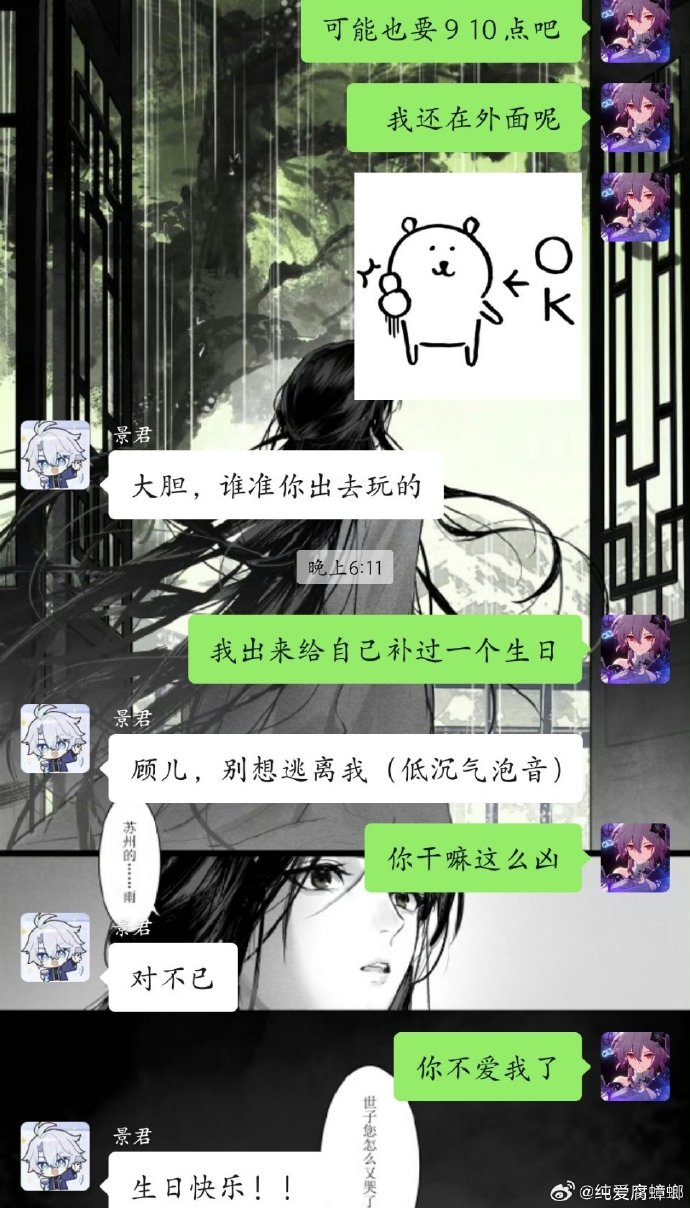 可能也要9 10点吧
我还在外面呢
O
K
景君
大胆，谁准你出去玩的
晚上6:11
我出来给自己补过一个生日
景君
顾儿，别想逃离我（低沉气泡音）
苏州的……雨
你干嘛这么凶
景君
对不已
你不爱我了
世子您怎么又哭了
景君
生日快乐！！
@纯爱腐蟑螂